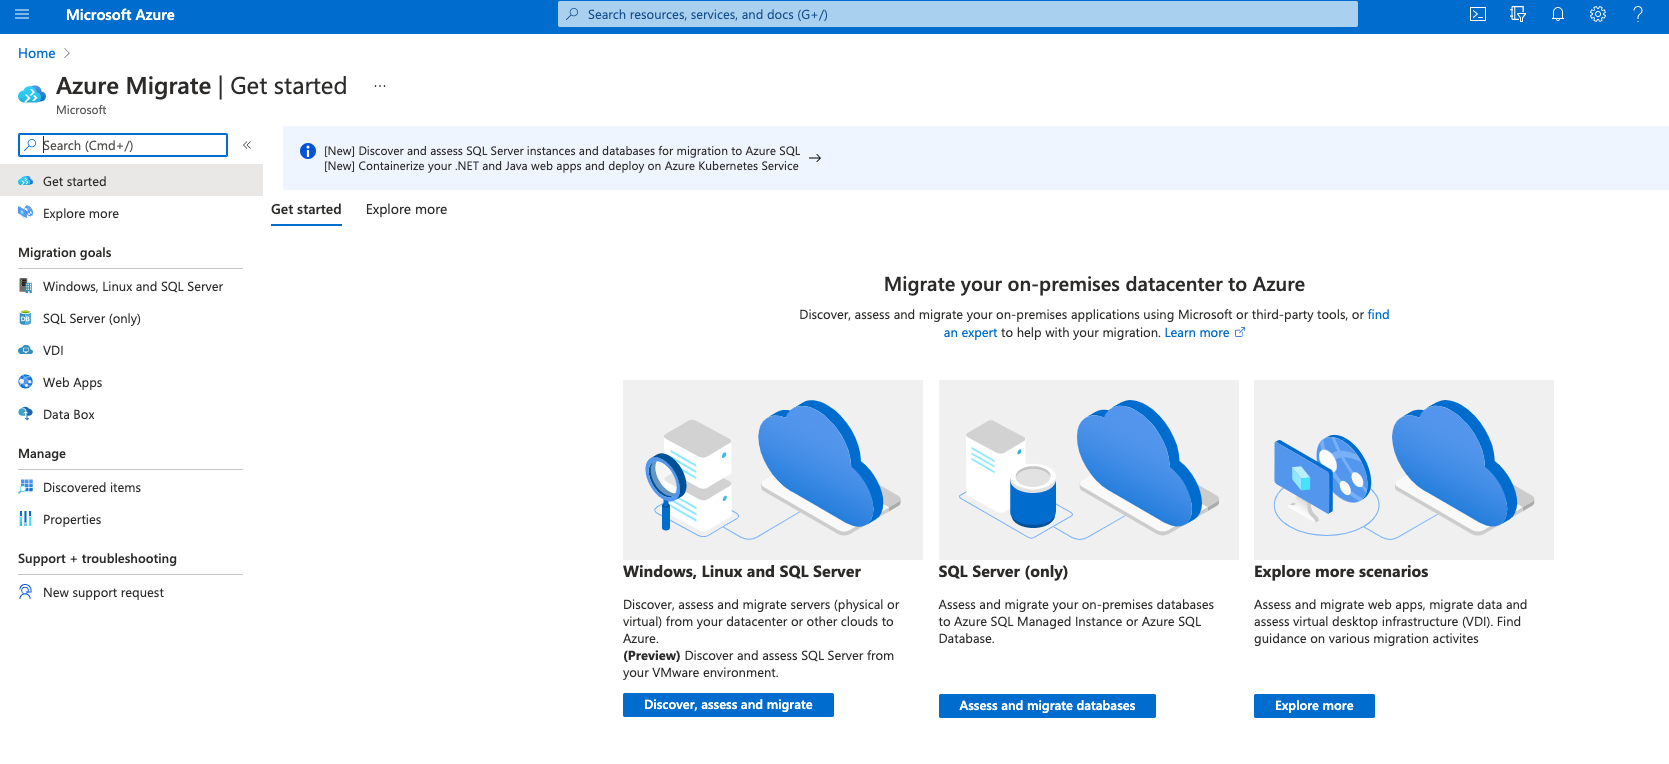 Microsoft Azure
Search resources, services, and docs (G+/)
Home
Azure Migrate | Get started
Microsoft
Search (Cmd+/)
Get started
Explore more
Migration goals
Windows, Linux and SQL Server
SQL Server (only)
VDI
Web Apps
Data Box
Manage
Discovered items
Properties
Support + troubleshooting
New support request
[New] Discover and assess SQL Server instances and databases for migration to Azure SQL
[New] Containerize your .NET and Java web apps and deploy on Azure Kubernetes Service
Get started Explore more
Migrate your on-premises datacenter to Azure
Discover, assess and migrate your on-premises applications using Microsoft or third-party tools, or find
an expert to help with your migration. Learn more
Windows, Linux and SQL Server
Discover, assess and migrate servers (physical or
virtual) from your datacenter or other clouds to
Azure.
(Preview) Discover and assess SQL Server from
your VMware environment.
Discover, assess and migrate
SQL Server (only)
Assess and migrate your on-premises databases
to Azure SQL Managed Instance or Azure SQL
Database.
Assess and migrate databases
Explore more scenarios
Assess and migrate web apps, migrate data and
assess virtual desktop infrastructure (VDI). Find
guidance on various migration activites
Explore more